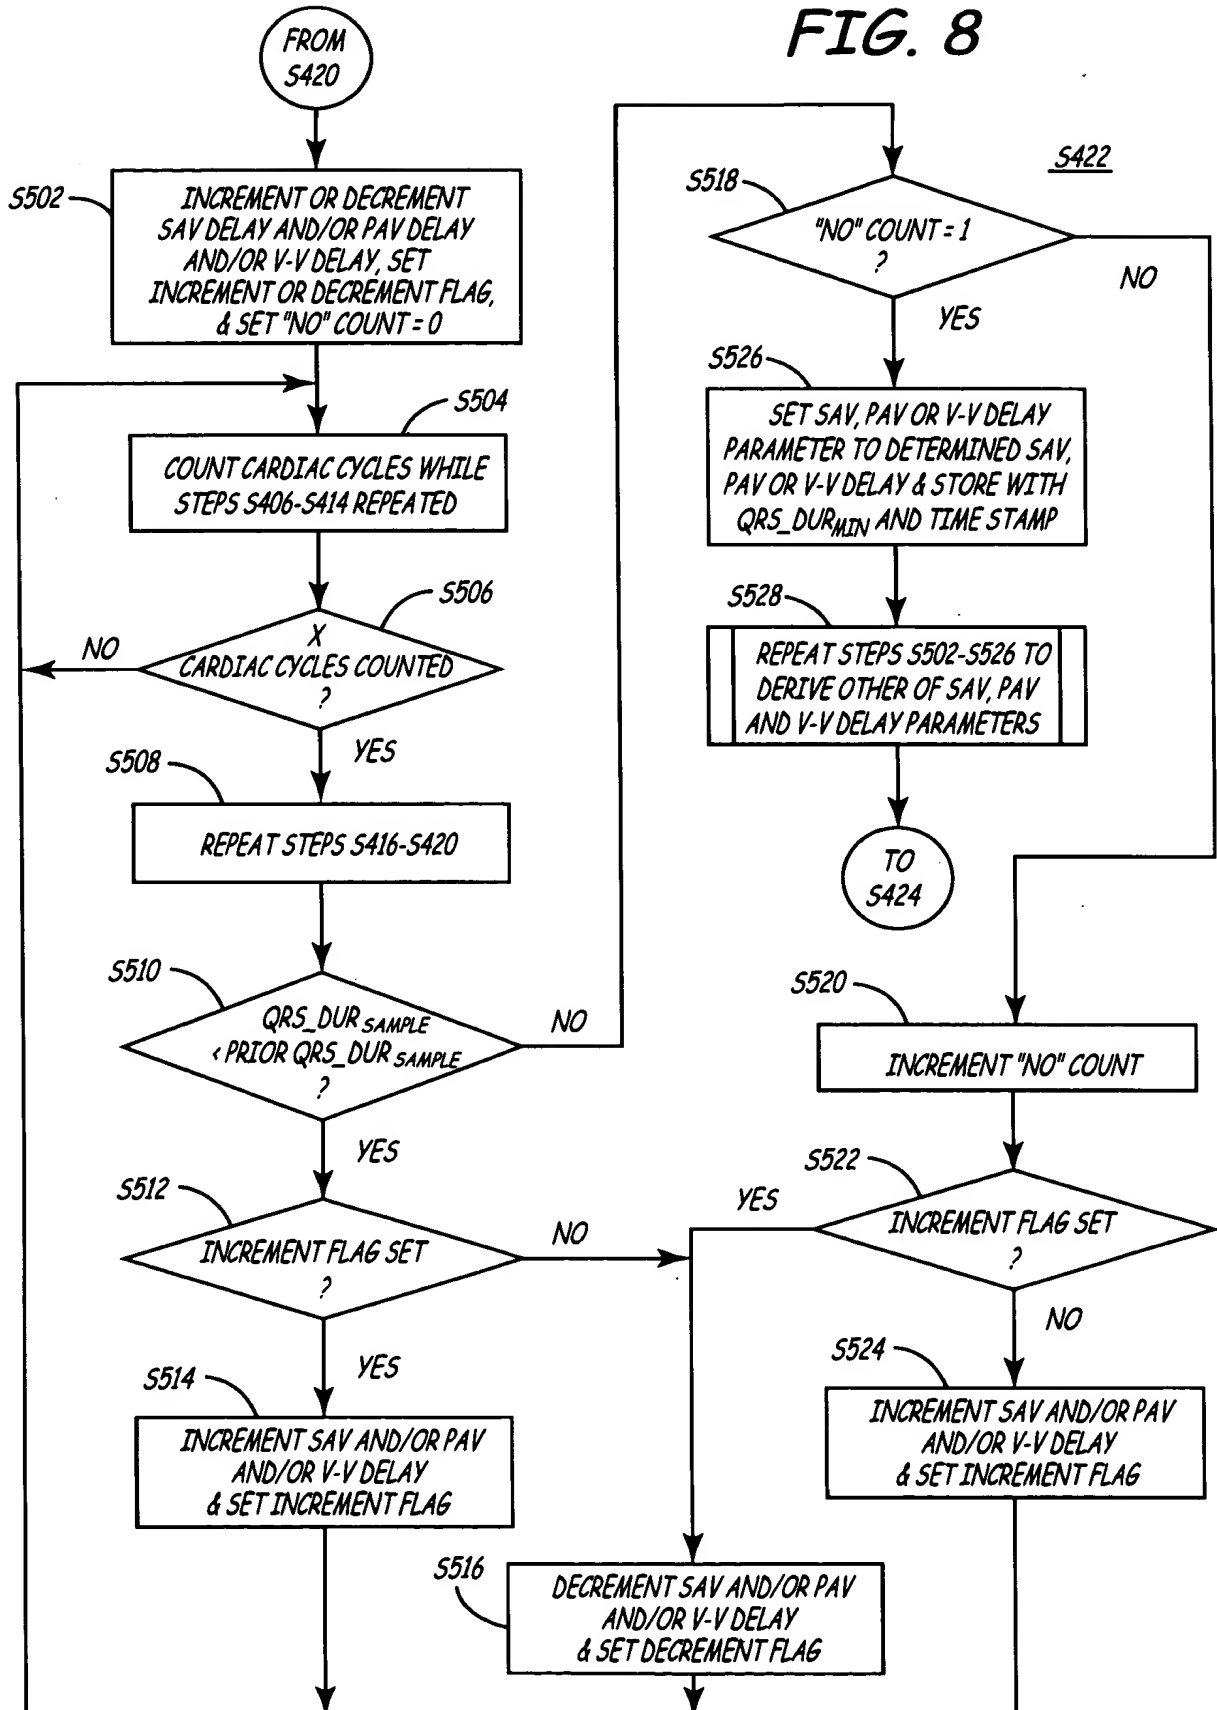 FIG. 8
FROM
S420
S502
INCREMENT OR DECREMENT
SAV DELAY AND/OR PAV DELAY
AND/OR V-V DELAY, SET
INCREMENT OR DECREMENT FLAG,
& SET "NO" COUNT = 0
S504
COUNT CARDIAC CYCLES WHILE
STEPS S406-S414 REPEATED
S506
X
CARDIAC CYCLES COUNTED
?
NO
YES
S508
REPEAT STEPS S416-S420
S510
QRS_DUR SAMPLE
< PRIOR QRS_DUR SAMPLE
?
NO
YES
S512
INCREMENT FLAG SET
?
NO
YES
S514
INCREMENT SAV AND/OR PAV
AND/OR V-V DELAY
& SET INCREMENT FLAG
S516
DECREMENT SAV AND/OR PAV
AND/OR V-V DELAY
& SET DECREMENT FLAG
S422
S518
"NO" COUNT = 1
?
NO
YES
S526
SET SAV, PAV OR V-V DELAY
PARAMETER TO DETERMINED SAV,
PAV OR V-V DELAY & STORE WITH
QRS_DURMIN AND TIME STAMP
S528
REPEAT STEPS S502-S526 TO
DERIVE OTHER OF SAV, PAV
AND V-V DELAY PARAMETERS
TO
S424
S520
INCREMENT "NO" COUNT
S522
INCREMENT FLAG SET
?
YES
NO
S524
INCREMENT SAV AND/OR PAV
AND/OR V-V DELAY
& SET INCREMENT FLAG